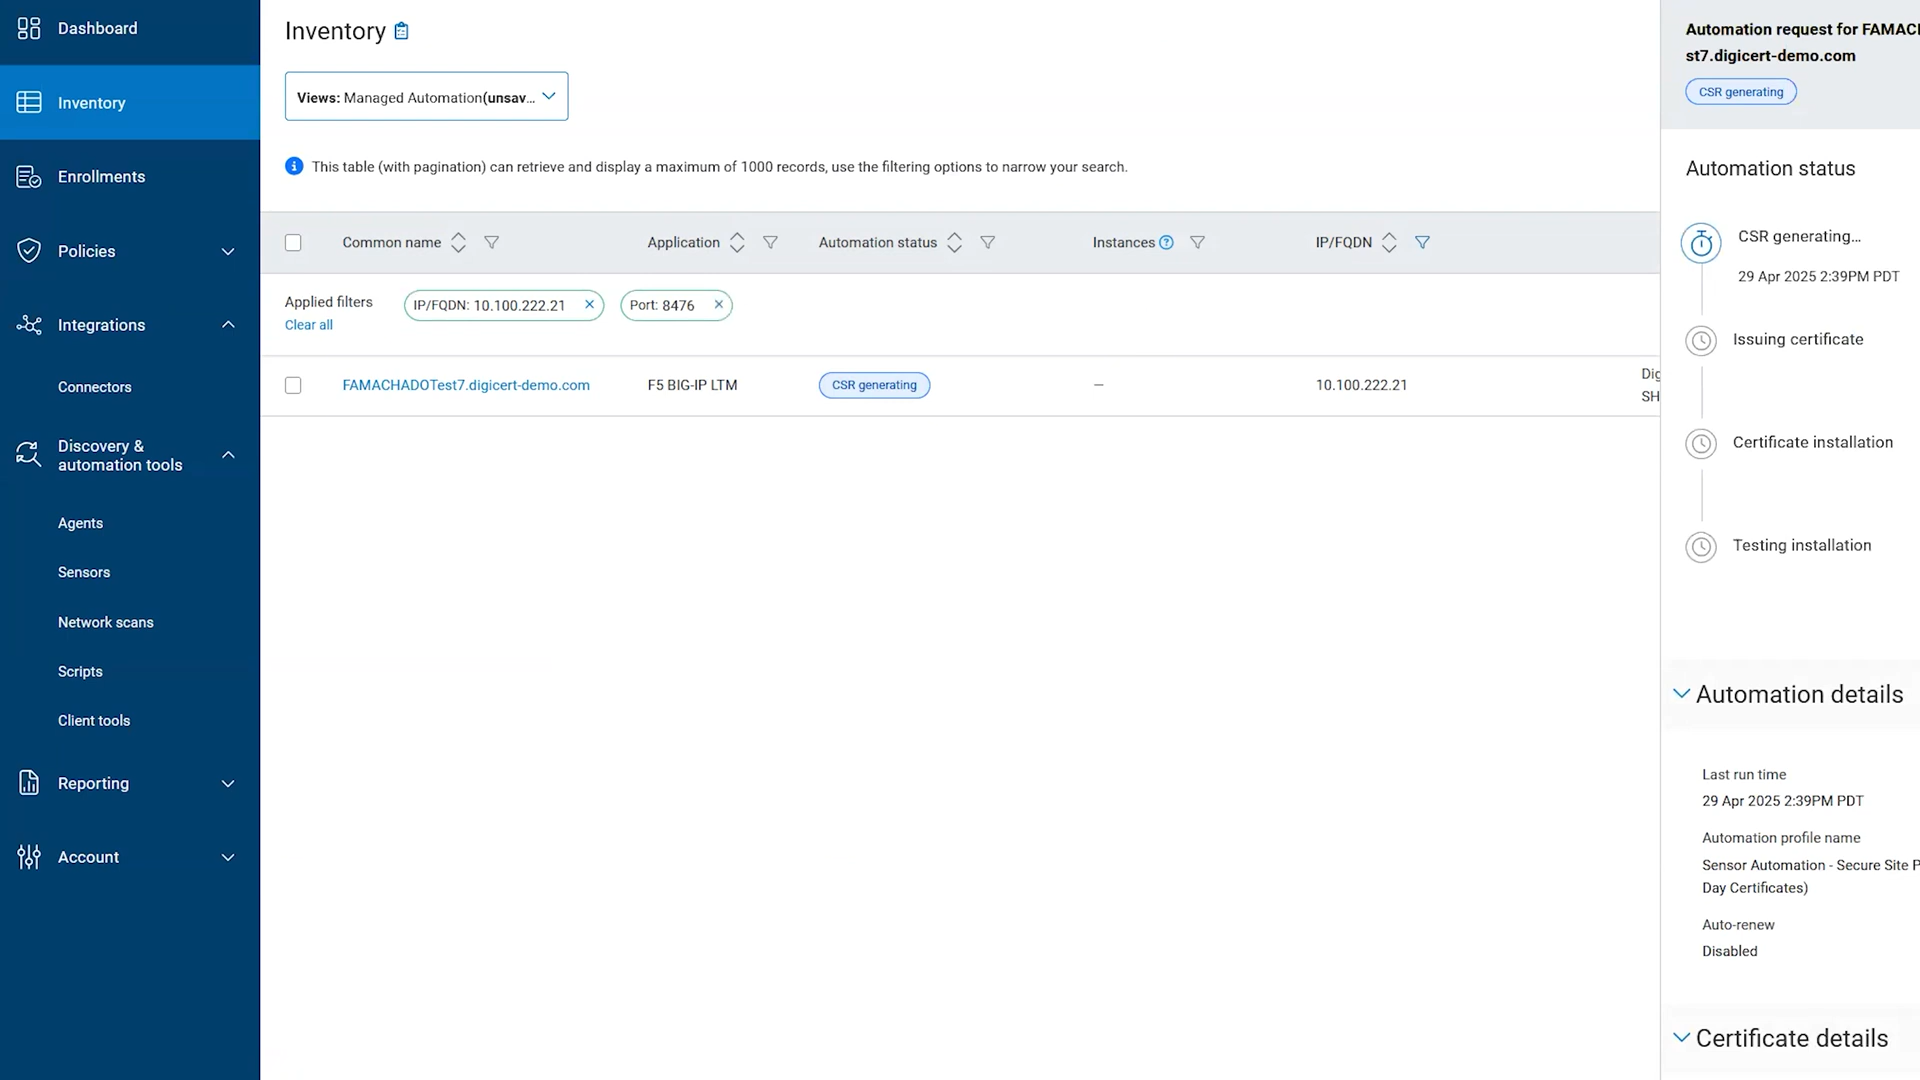 Dashboard
Inventory
Enrollments
Policies
Integrations
Connectors
Discovery &
automation tools
Agents
Sensors
Network scans
Scripts
Client tools
Reporting
Account
Inventory
Views: Managed Automation(unsav...
This table (with pagination) can retrieve and display a maximum of 1000 records, use the filtering options to narrow your search.
Common name Application Automation status Instances IP/FQDN
Applied filters
Clear all
IP/FQDN: 10.100.222.21 Port: 8476
FAMACHADOTest7.digicert-demo.com F5 BIG-IP LTM CSR generating — 10.100.222.21
Dig
SH
Automation request for FAMACH
st7.digicert-demo.com
CSR generating
Automation status
CSR generating...
29 Apr 2025 2:39PM PDT
Issuing certificate
Certificate installation
Testing installation
Automation details
Last run time
29 Apr 2025 2:39PM PDT
Automation profile name
Sensor Automation - Secure Site P
Day Certificates)
Auto-renew
Disabled
Certificate details